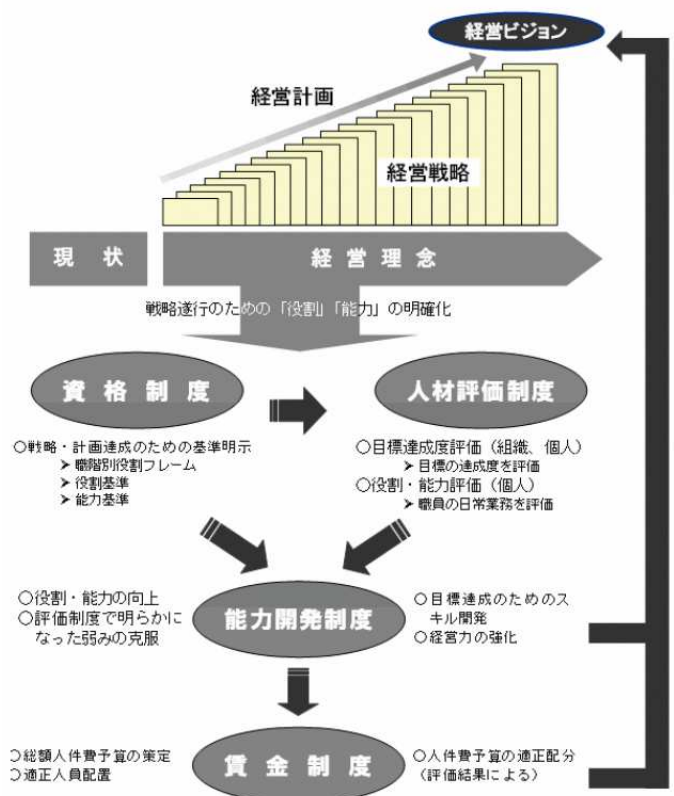 経営ビジョン
経営計画
経営戦略
現 状
経 営 理 念
戦略遂行のための「役割」「能力」の明確化
資 格 制 度
人材評価制度
○戦略・計画達成のための基準明示
➤ 職階別役割フレーム
➤ 役割基準
➤ 能力基準
○目標達成度評価（組織、個人）
➤ 目標の達成度を評価
○役割・能力評価（個人）
➤ 職員の日常業務を評価
○役割・能力の向上
○評価制度で明らかに
なった弱みの克服
能力開発制度
○目標達成のためのス
キル開発
○経営力の強化
○総額人件費予算の策定
○適正人員配置
賃 金 制 度
○人件費予算の適正配分
（評価結果による）